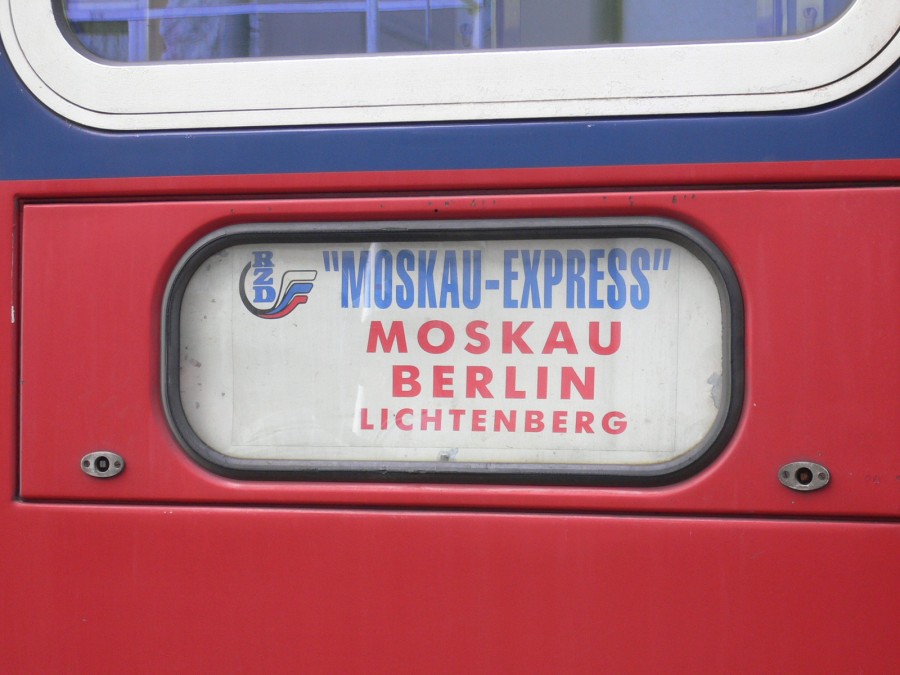 RZD
"MOSKAU-EXPRESS"
MOSKAU
BERLIN
LICHTENBERG